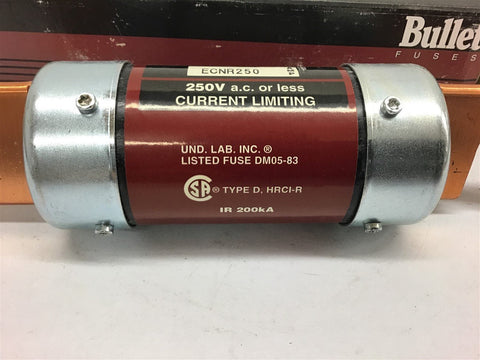 Bullet
FUSES
ECNR250
250V a.c. or less
CURRENT LIMITING
UND. LAB. INC. ®
LISTED FUSE DM05-83
SA ® TYPE D, HRCI-R
IR 200kA